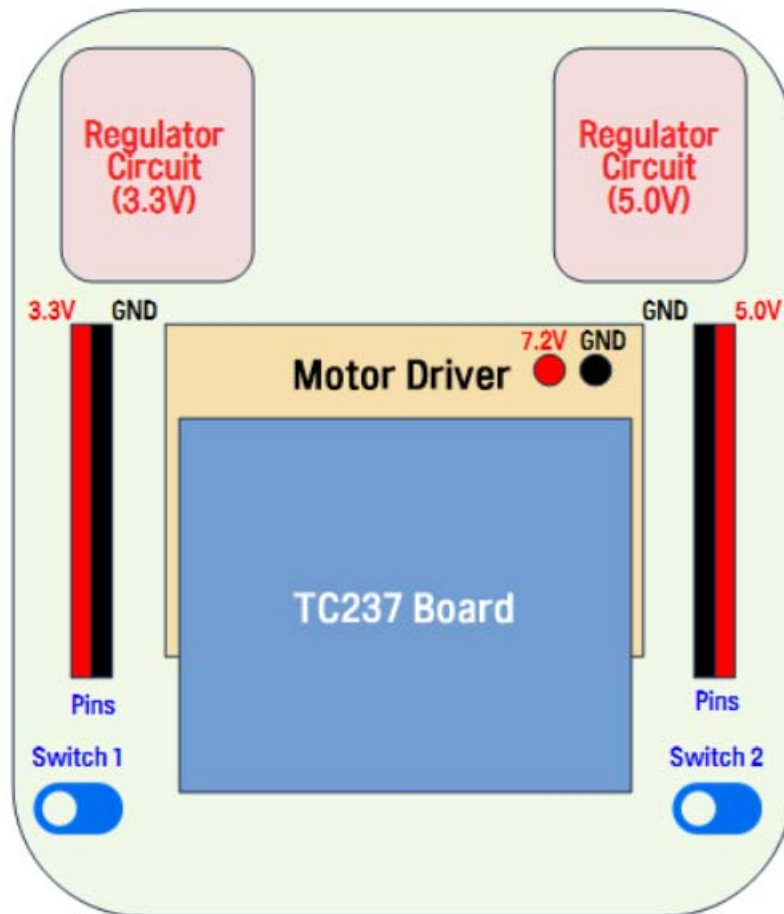 Regulator
Circuit
(3.3V)
Regulator
Circuit
(5.0V)
3.3V GND
GND 5.0V
7.2V GND
Motor Driver
TC237 Board
Pins
Pins
Switch 1
Switch 2